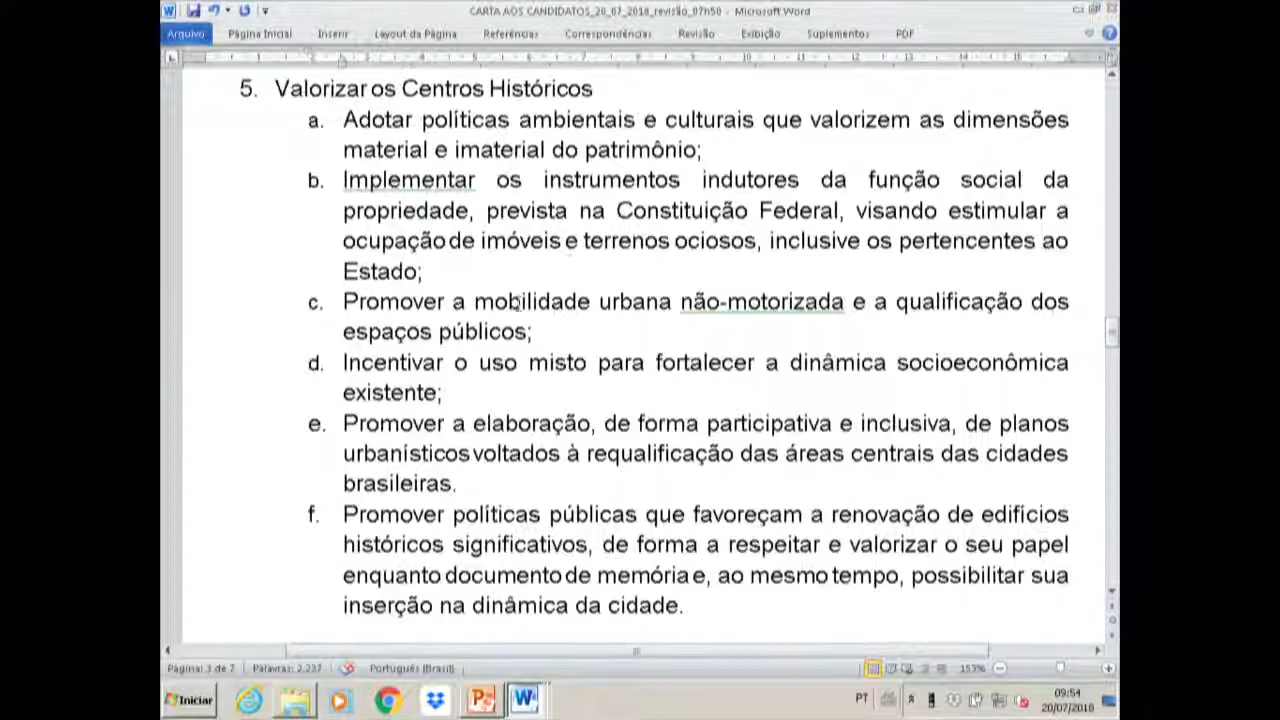 CARTA AOS CANDIDATOS_20_07_2018_revisão_07h50 - Microsoft Word
Arquivo Página Inicial Inserir Layout da Página Referências Correspondências Revisão Exibição Suplementos PDF
5. Valorizar os Centros Históricos
a. Adotar políticas ambientais e culturais que valorizem as dimensões
material e imaterial do patrimônio;
b. Implementar os instrumentos indutores da função social da
propriedade, prevista na Constituição Federal, visando estimular a
ocupação de imóveis e terrenos ociosos, inclusive os pertencentes ao
Estado;
c. Promover a mobilidade urbana não-motorizada e a qualificação dos
espaços públicos;
d. Incentivar o uso misto para fortalecer a dinâmica socioeconômica
existente;
e. Promover a elaboração, de forma participativa e inclusiva, de planos
urbanísticos voltados à requalificação das áreas centrais das cidades
brasileiras.
f. Promover políticas públicas que favoreçam a renovação de edifícios
históricos significativos, de forma a respeitar e valorizar o seu papel
enquanto documento de memória e, ao mesmo tempo, possibilitar sua
inserção na dinâmica da cidade.
Página: 3 de 7 Palavras: 2.237 Português (Brasil) 153%
Iniciar PT 09:54
20/07/2018